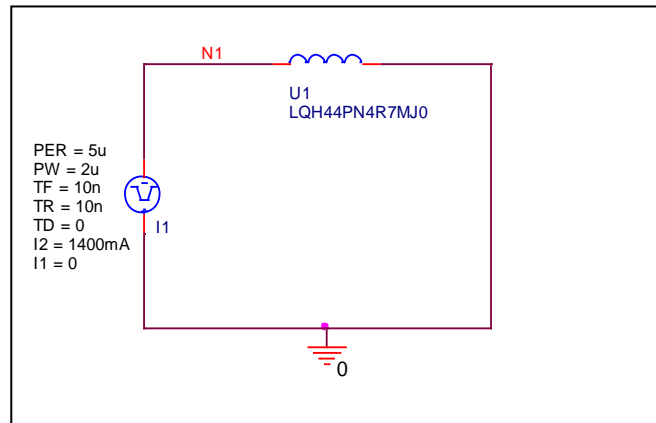 N1
U1
LQH44PN4R7MJ0
PER = 5u
PW = 2u
TF = 10n
TR = 10n
TD = 0
I2 = 1400mA
I1 = 0
I1
0